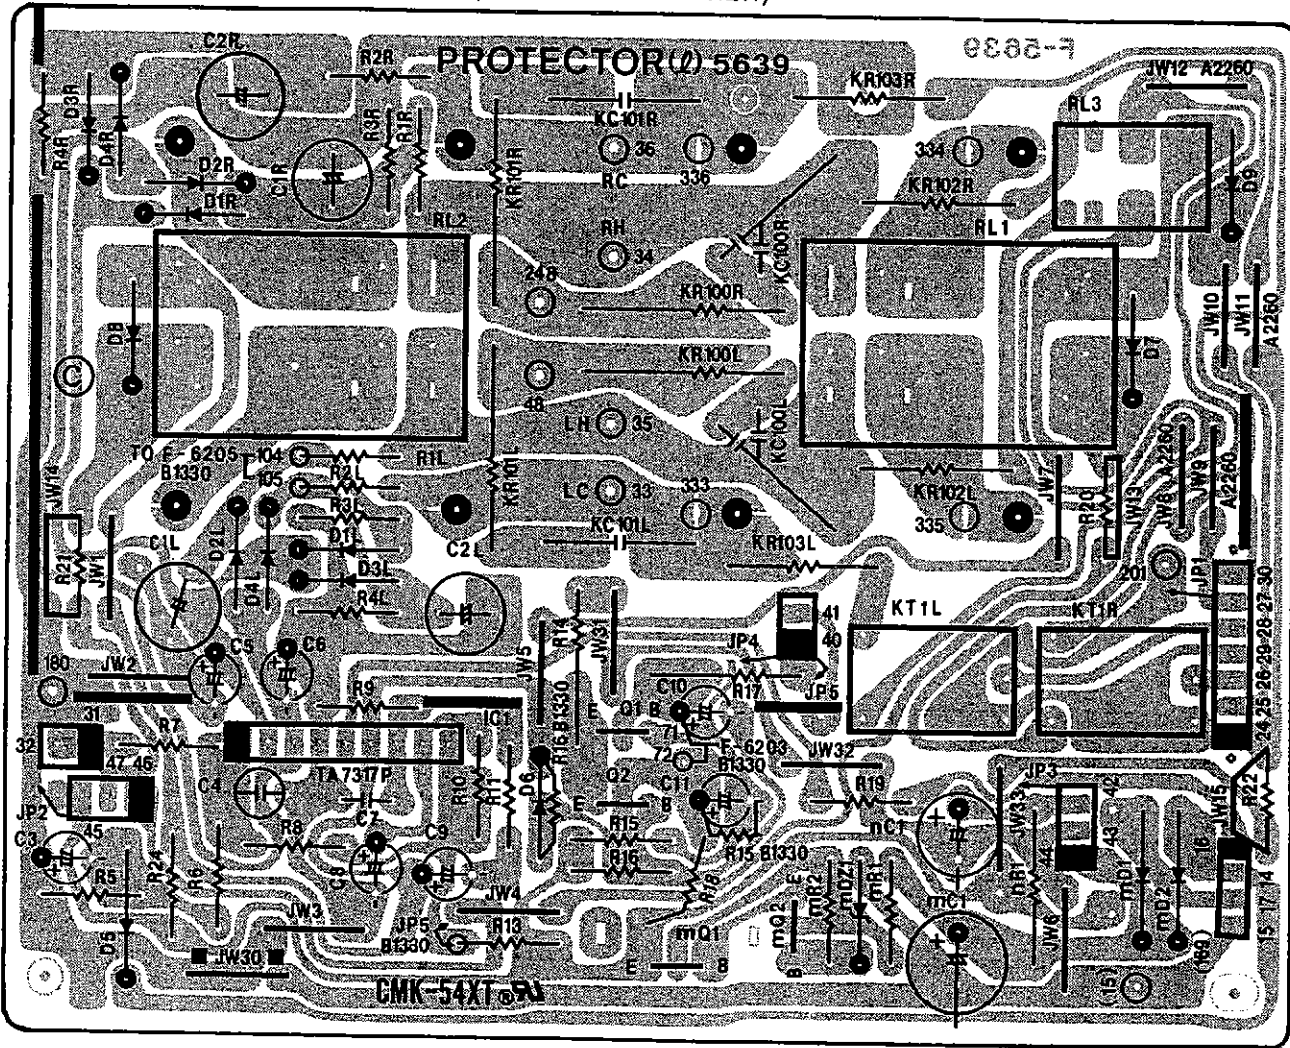 PROTECTOR(ℓ) 5639
F-5639
C2R
R2R
KR103R
JW12 A2260
RL3
D3R
R4R
D4R
R3R
R1R
KC101R
36
336
334
D2R
D1R
C1R
KR101R
RC
KR102R
D9
RL2
RH
34
KC100R
RL1
248
KR100R
JW10
JW11
A2260
D8
Ω
KR100L
D7
48
LH
35
KC100L
TO F-6205
B1330
104
105
R1L
R2L
R3L
KR101L
LC
33
333
KR102L
335
JW7
R20
JW13
JW8 A2260
JW9
A2260
JW14
R21
JW1
C1L
D2L
D4L
D1L
D3L
R4L
C2L
KC101L
KR103L
201
JP1
KT1L
KT1R
30
27
28
29
26
25
24
C5
C6
R14
JW31
JW5
41
40
JP4
JP5
R17
180
JW2
31
R9
IC1
R16 B1330
E
Q1
B
C10
71
72
F-6203
B1330
32
R7
47
46
TA7317P
R10
R11
D6
Q2
E
B
C11
JW32
R19
JP3
42
43
44
JW33
JW15
R22
JP2
45
C4
C7
C3
R8
C8
C9
R15
R16
R15 B1330
R18
nC1
R5
R24
R6
JW4
JW3
JP5
B1330
R13
D5
JW30
mQ1
E
B
mQ2
E
B
mR2
mDZ1
mR1
mC1
JW6
mD1
mD2
16
14
17
15
(169)
(151)
CMK-54XT